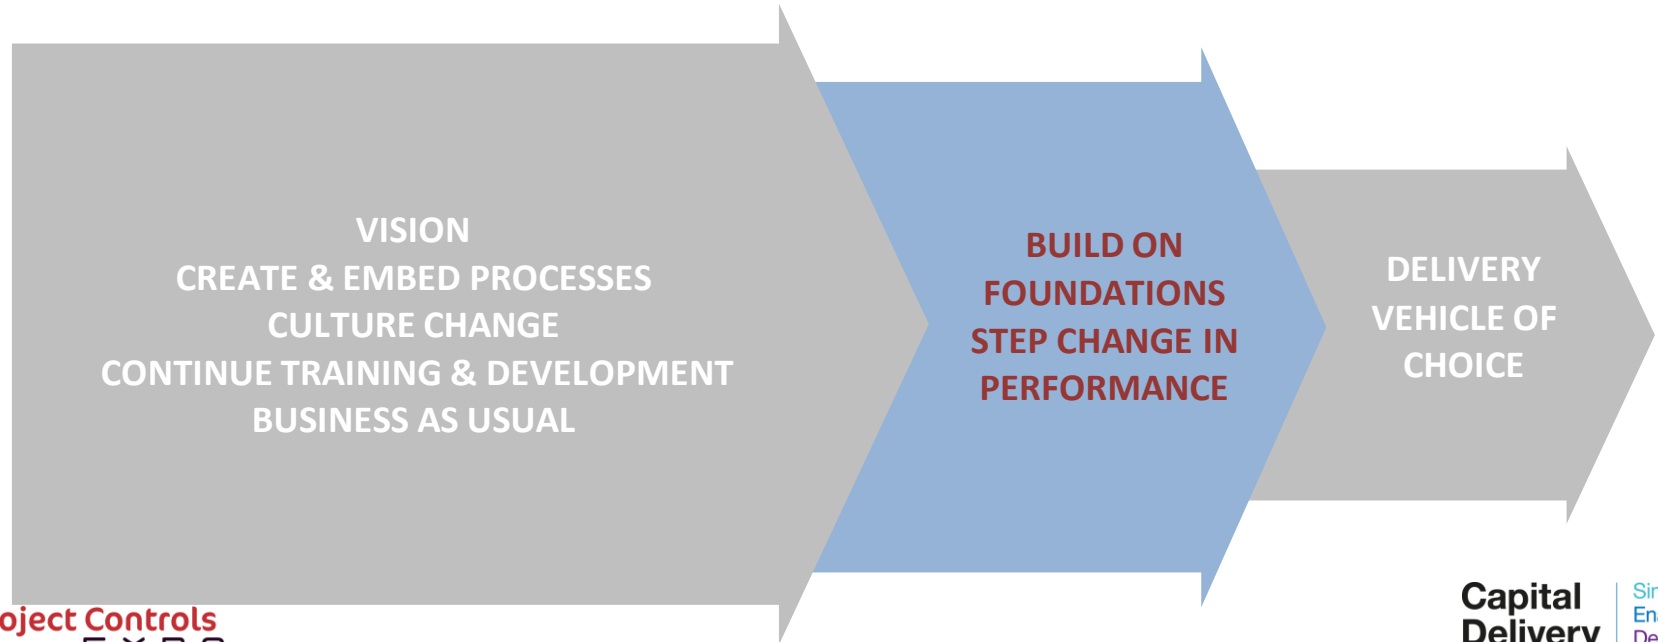 VISION
CREATE & EMBED PROCESSES
CULTURE CHANGE
CONTINUE TRAINING & DEVELOPMENT
BUSINESS AS USUAL
BUILD ON
FOUNDATIONS
STEP CHANGE IN
PERFORMANCE
DELIVERY
VEHICLE OF
CHOICE
Controls
Capital
Delivery